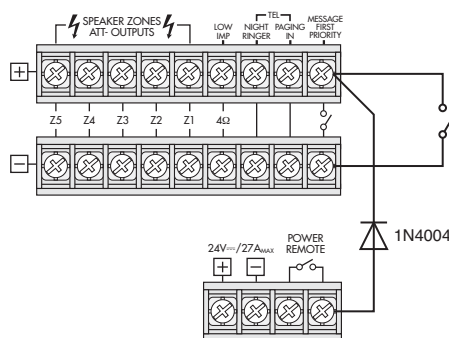 SPEAKER ZONES
ATT- OUTPUTS
LOW
IMP
TEL
NIGHT
RINGER
PAGING
IN
MESSAGE
FIRST
PRIORITY
+
Z5 Z4 Z3 Z2 Z1 4Ω
−
24V⎓/27AMAX
+ −
POWER
REMOTE
1N4004